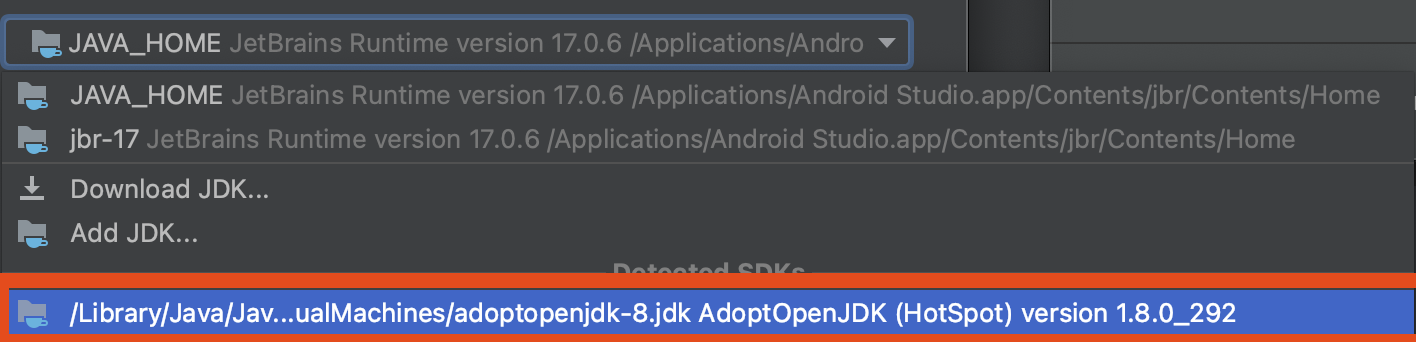 JAVA_HOME JetBrains Runtime version 17.0.6 /Applications/Andro
JAVA_HOME JetBrains Runtime version 17.0.6 /Applications/Android Studio.app/Contents/jbr/Contents/Home
jbr-17 JetBrains Runtime version 17.0.6 /Applications/Android Studio.app/Contents/jbr/Contents/Home
Download JDK...
Add JDK...
Detected SDKs
/Library/Java/Jav...ualMachines/adoptopenjdk-8.jdk AdoptOpenJDK (HotSpot) version 1.8.0_292